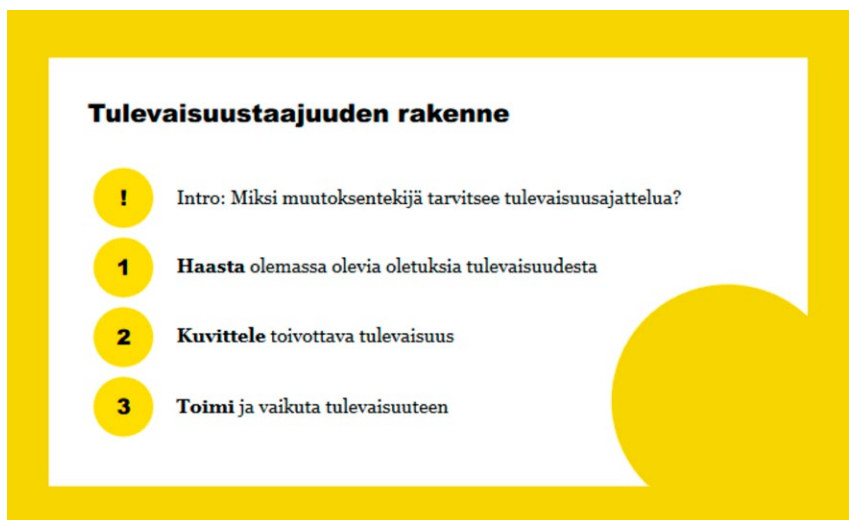 Tulevaisuustaajuuden rakenne
! Intro: Miksi muutoksentekijä tarvitsee tulevaisuusajattelua?
1 Haasta olemassa olevia oletuksia tulevaisuudesta
2 Kuvittele toivottava tulevaisuus
3 Toimi ja vaikuta tulevaisuuteen